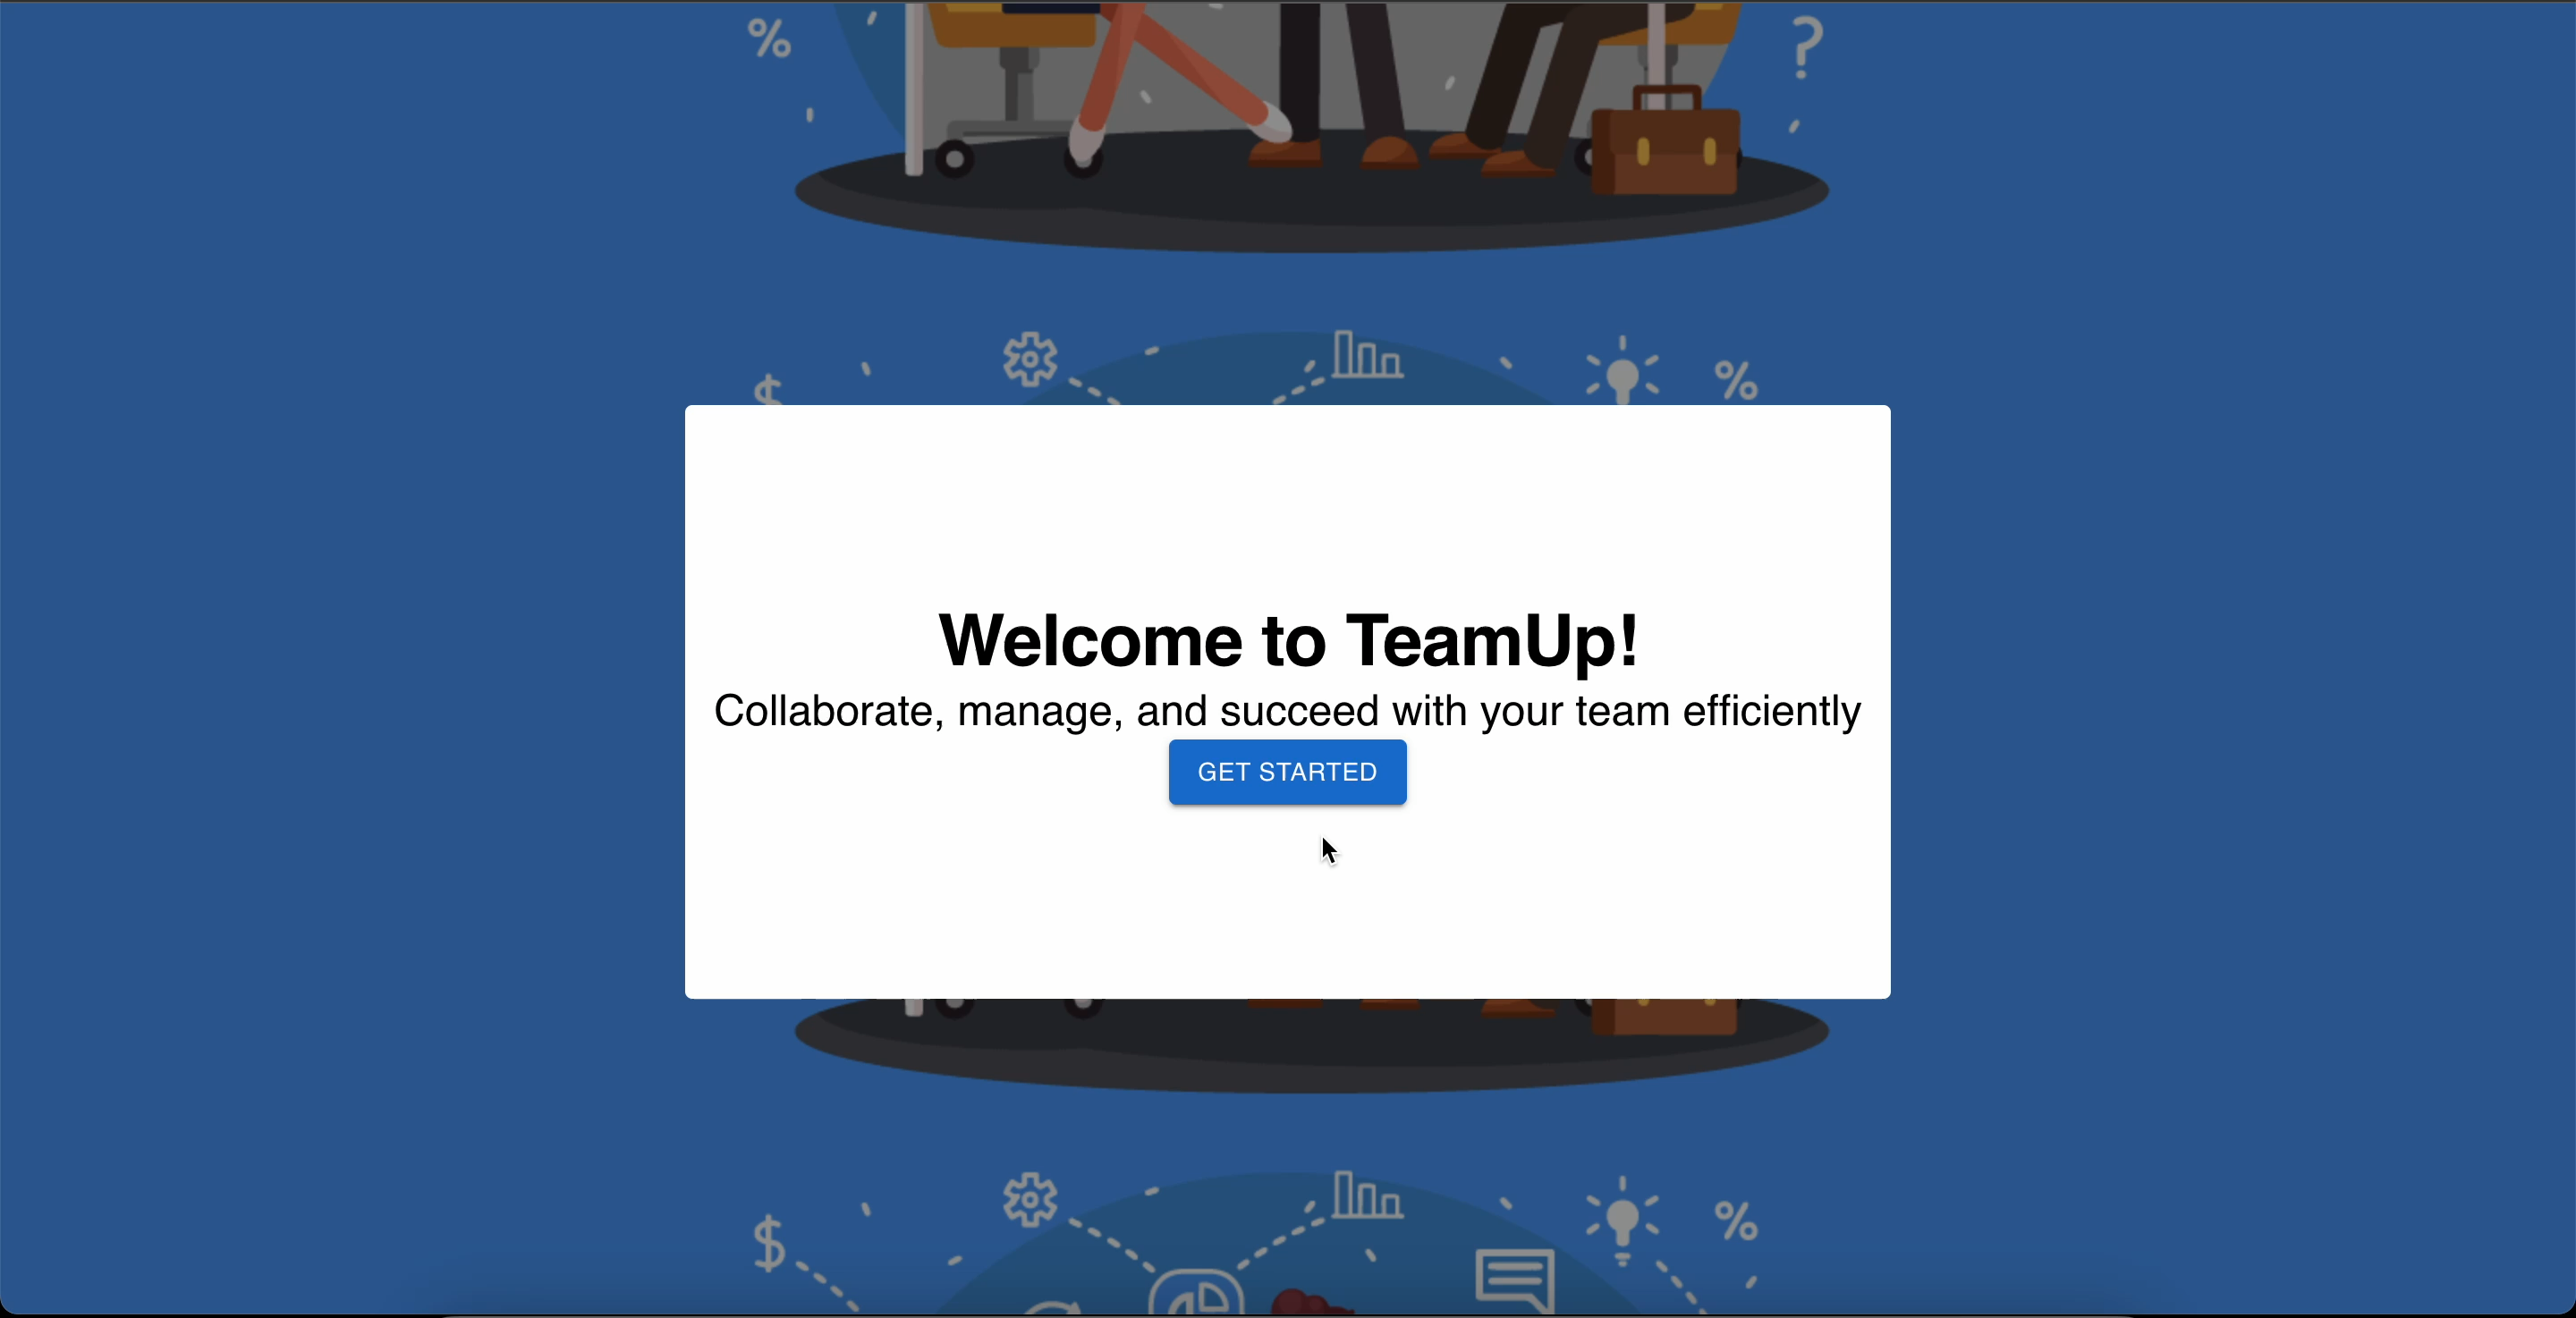 %
?
$
%
Welcome to TeamUp!
Collaborate, manage, and succeed with your team efficiently
GET STARTED
$
%